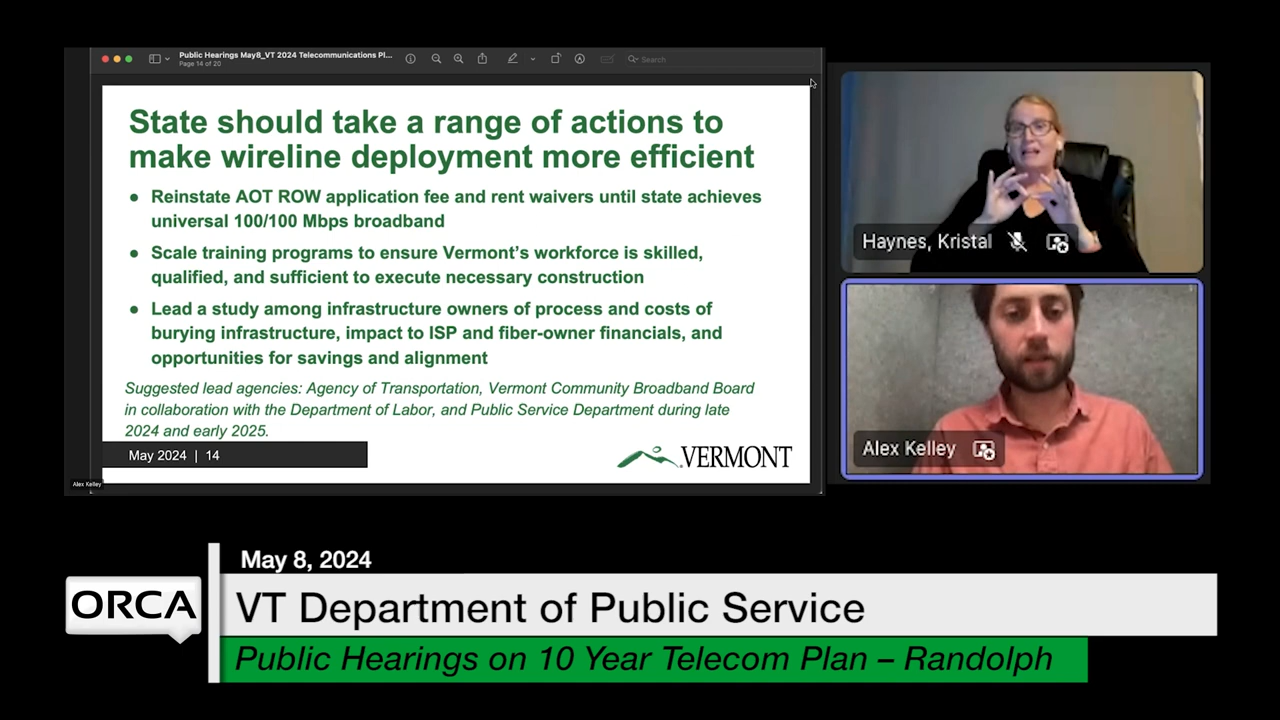 Public Hearings May8_VT 2024 Telecommunications Pl...
Page 14 of 20
Search
State should take a range of actions to
make wireline deployment more efficient
● Reinstate AOT ROW application fee and rent waivers until state achieves
universal 100/100 Mbps broadband
● Scale training programs to ensure Vermont's workforce is skilled,
qualified, and sufficient to execute necessary construction
● Lead a study among infrastructure owners of process and costs of
burying infrastructure, impact to ISP and fiber-owner financials, and
opportunities for savings and alignment
Suggested lead agencies: Agency of Transportation, Vermont Community Broadband Board
in collaboration with the Department of Labor, and Public Service Department during late
2024 and early 2025.
May 2024 | 14
VERMONT
Alex Kelley
Haynes, Kristal
Alex Kelley
May 8, 2024
ORCA
VT Department of Public Service
Public Hearings on 10 Year Telecom Plan – Randolph